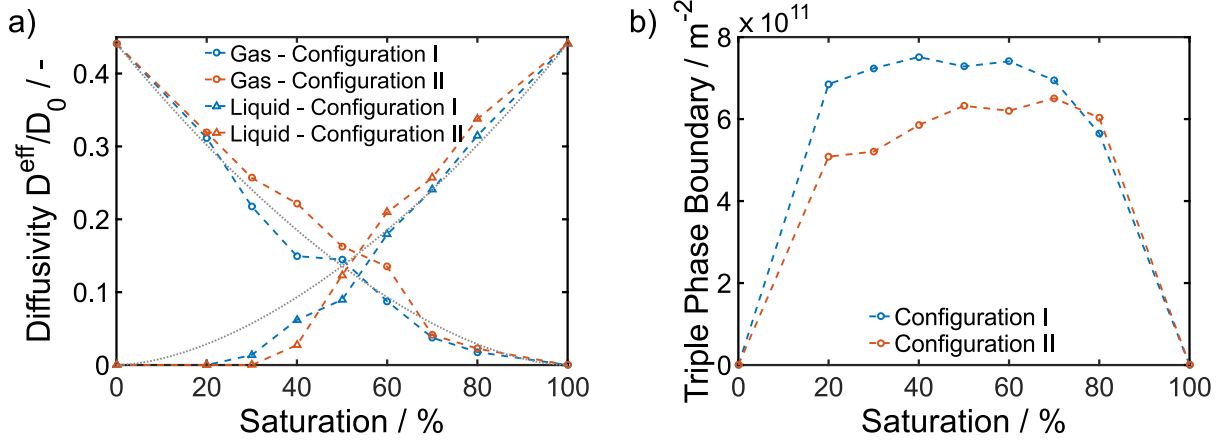 a)
Diffusivity D^eff/D_0 / -
0.4
0.3
0.2
0.1
0
Gas - Configuration I
Gas - Configuration II
Liquid - Configuration I
Liquid - Configuration II
0 20 40 60 80 100
Saturation / %
b)
Triple Phase Boundary / m^-2
8 × 10^11
6
4
2
0
Configuration I
Configuration II
0 20 40 60 80 100
Saturation / %